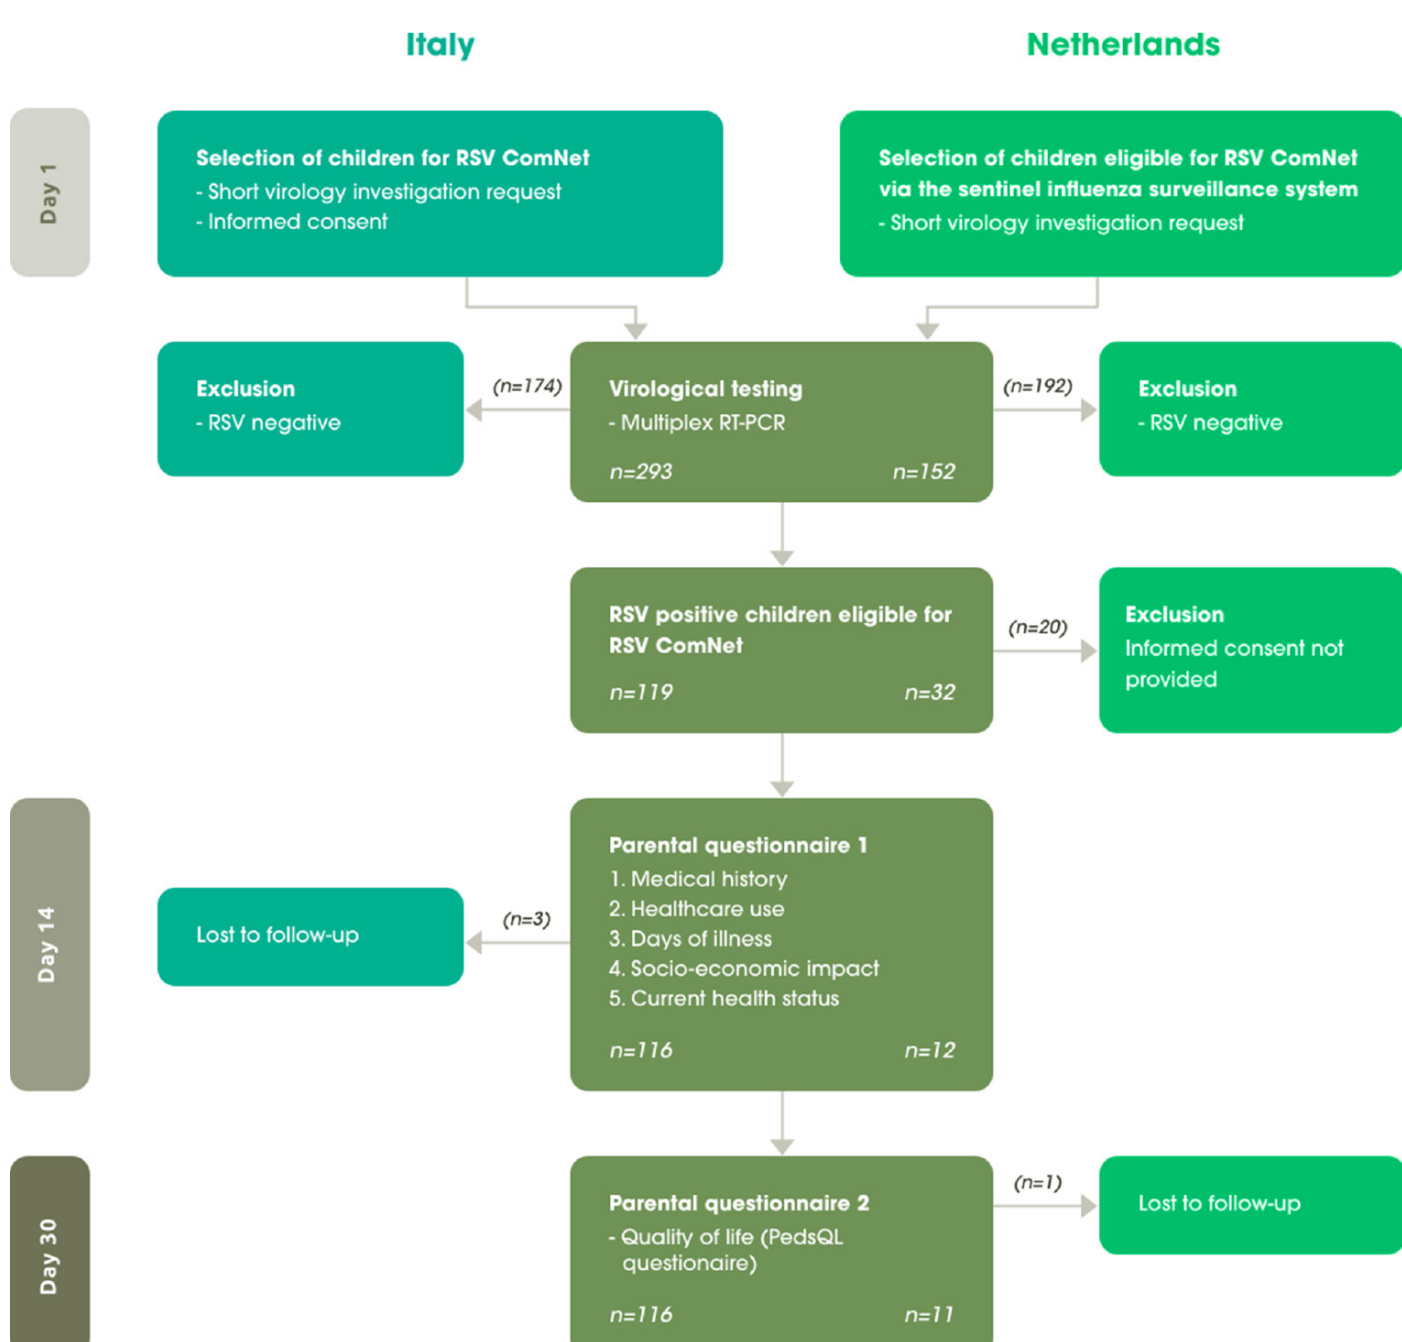 Italy
Netherlands
Day 1
Selection of children for RSV ComNet
- Short virology investigation request
- Informed consent
Selection of children eligible for RSV ComNet
via the sentinel influenza surveillance system
- Short virology investigation request
Exclusion
- RSV negative
(n=174)
Virological testing
- Multiplex RT-PCR
n=293
n=152
(n=192)
Exclusion
- RSV negative
RSV positive children eligible for
RSV ComNet
n=119
n=32
(n=20)
Exclusion
Informed consent not
provided
Day 14
Lost to follow-up
(n=3)
Parental questionnaire 1
1. Medical history
2. Healthcare use
3. Days of illness
4. Socio-economic impact
5. Current health status
n=116
n=12
Day 30
Parental questionnaire 2
- Quality of life (PedsQL
questionaire)
n=116
n=11
(n=1)
Lost to follow-up